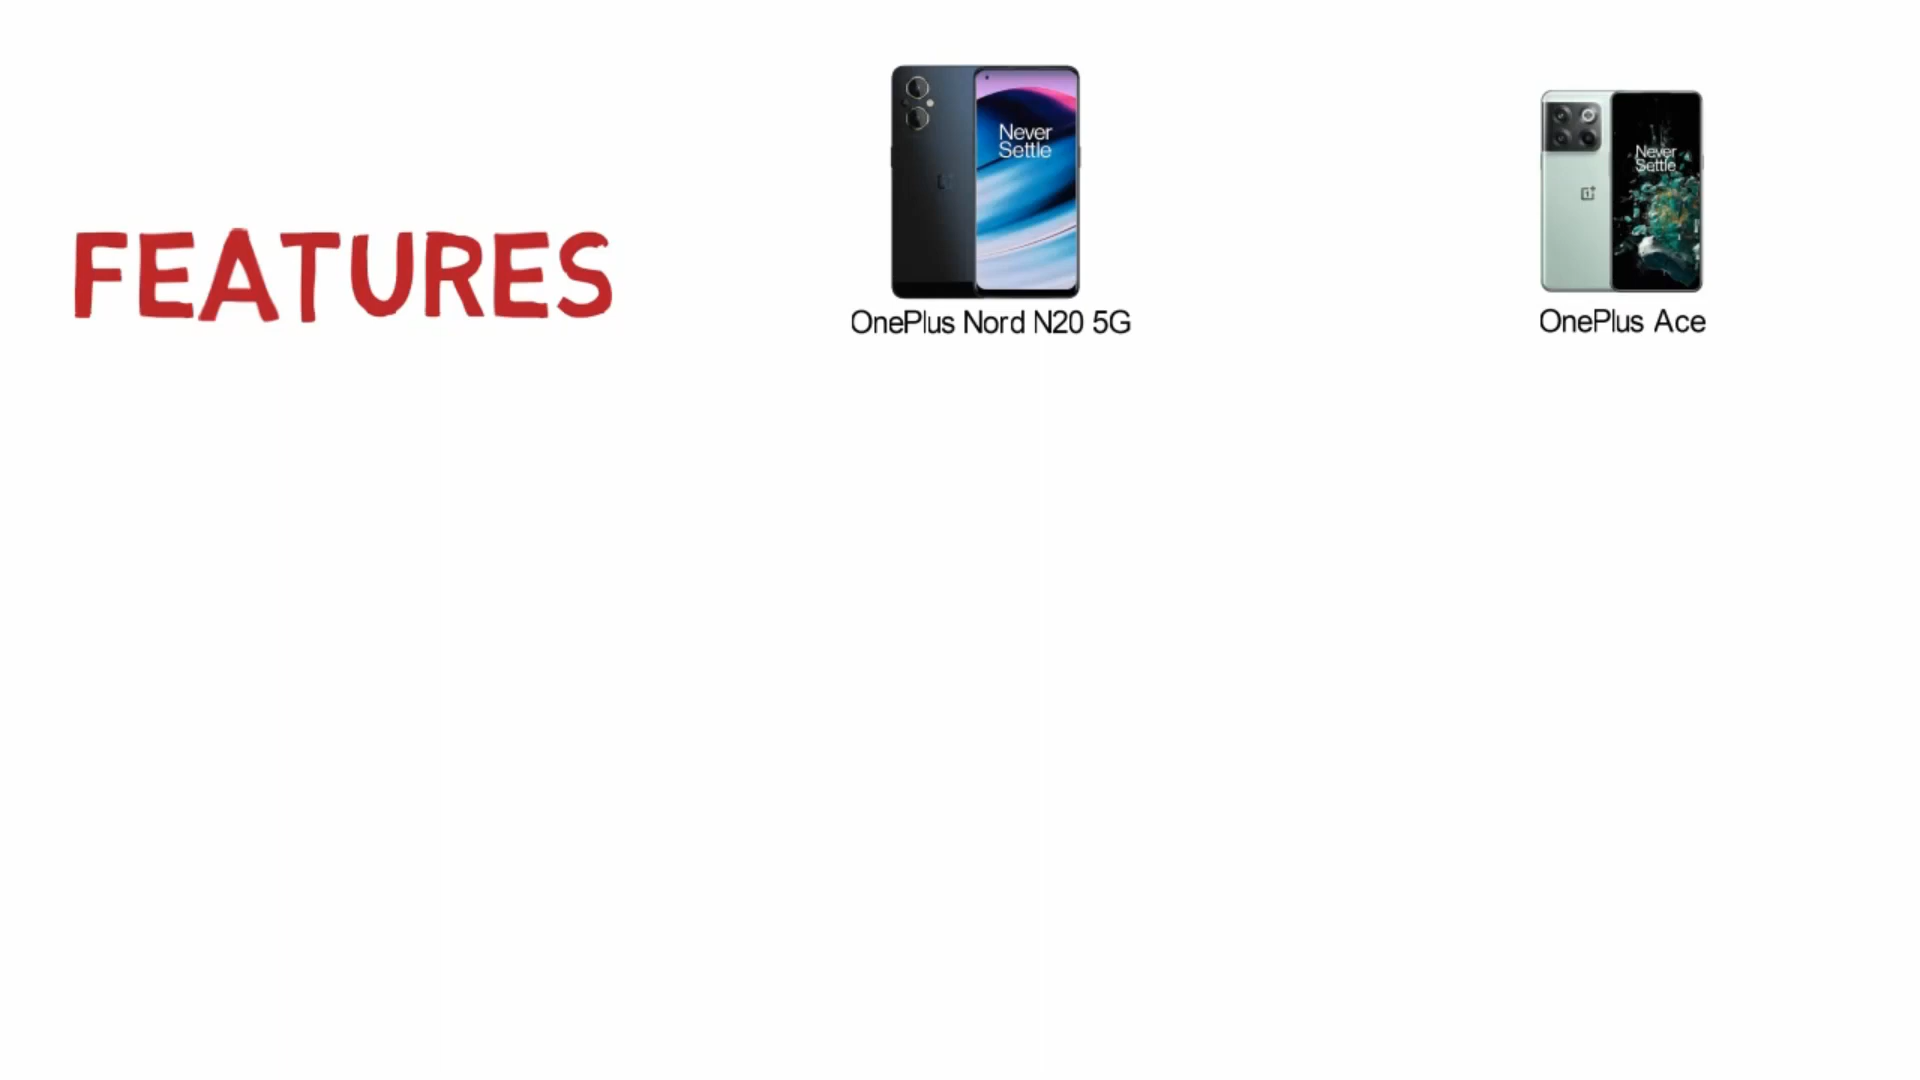 FEATURES
Never
Settle
OnePlus Nord N20 5G
Never
Settle
OnePlus Ace